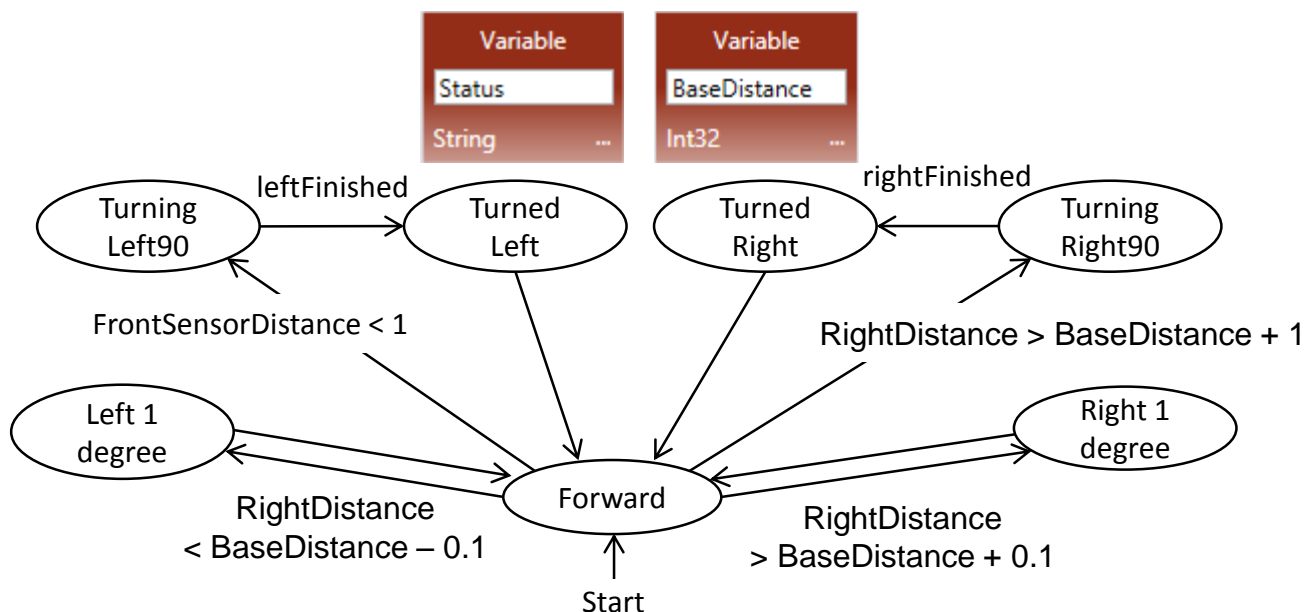 Variable
Variable
Status
BaseDistance
String ...
Int32 ...
leftFinished
rightFinished
Turning
Left90
Turned
Left
Turned
Right
Turning
Right90
FrontSensorDistance < 1
RightDistance > BaseDistance + 1
Left 1
degree
Right 1
degree
Forward
RightDistance
< BaseDistance – 0.1
RightDistance
> BaseDistance + 0.1
Start